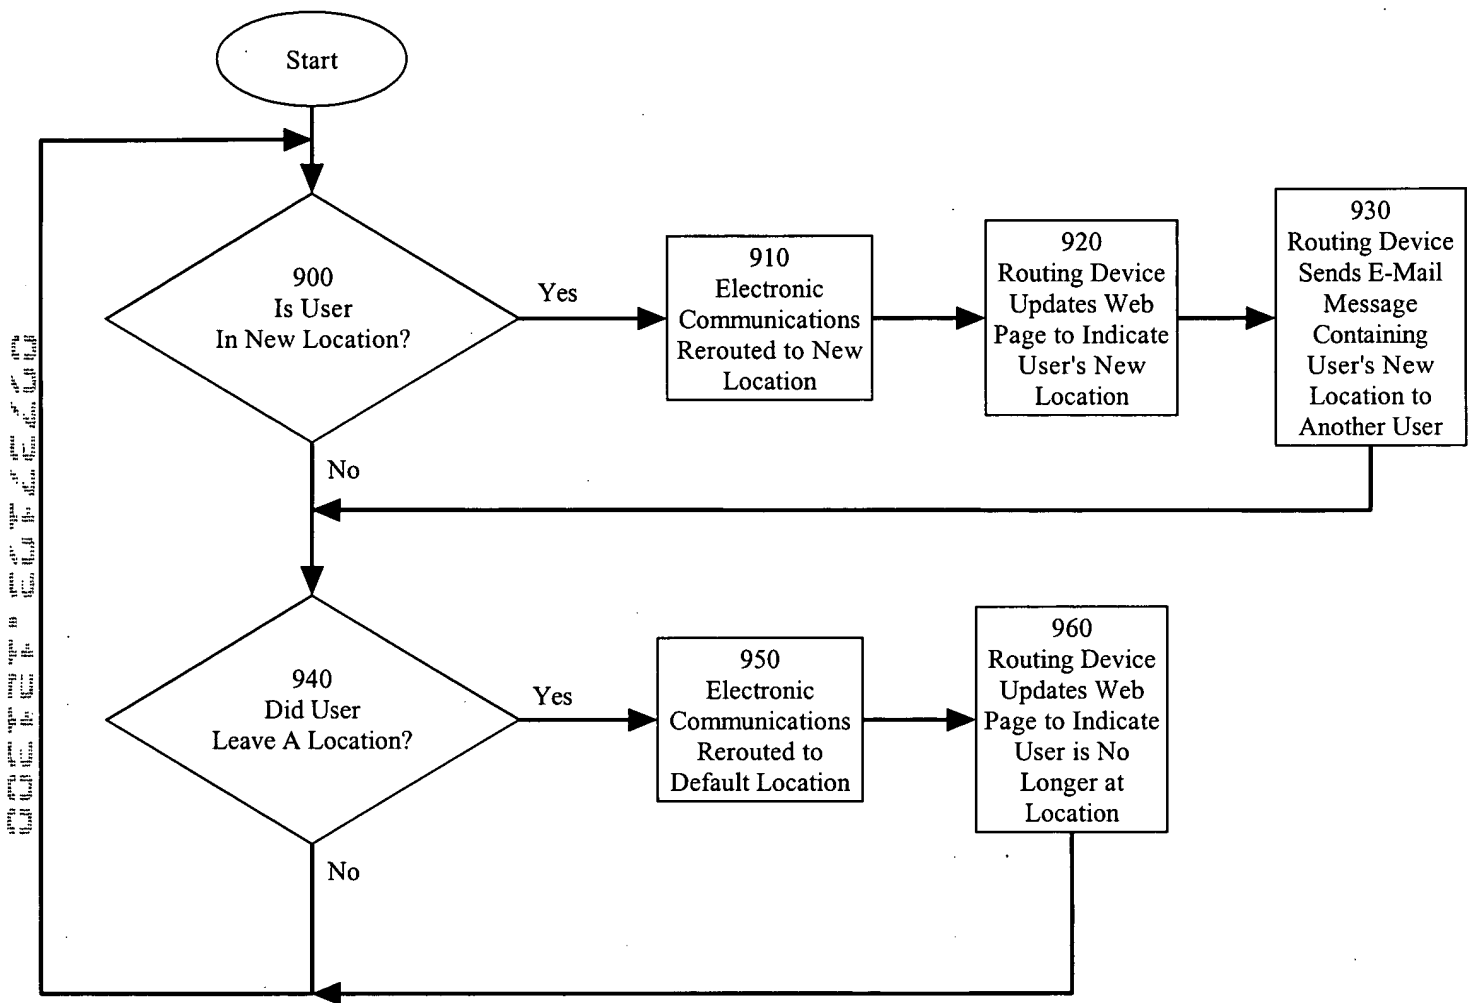 Start
900
Is User
In New Location?
Yes
910
Electronic
Communications
Rerouted to New
Location
920
Routing Device
Updates Web
Page to Indicate
User's New
Location
930
Routing Device
Sends E-Mail
Message
Containing
User's New
Location to
Another User
No
940
Did User
Leave A Location?
Yes
950
Electronic
Communications
Rerouted to
Default Location
960
Routing Device
Updates Web
Page to Indicate
User is No
Longer at
Location
No